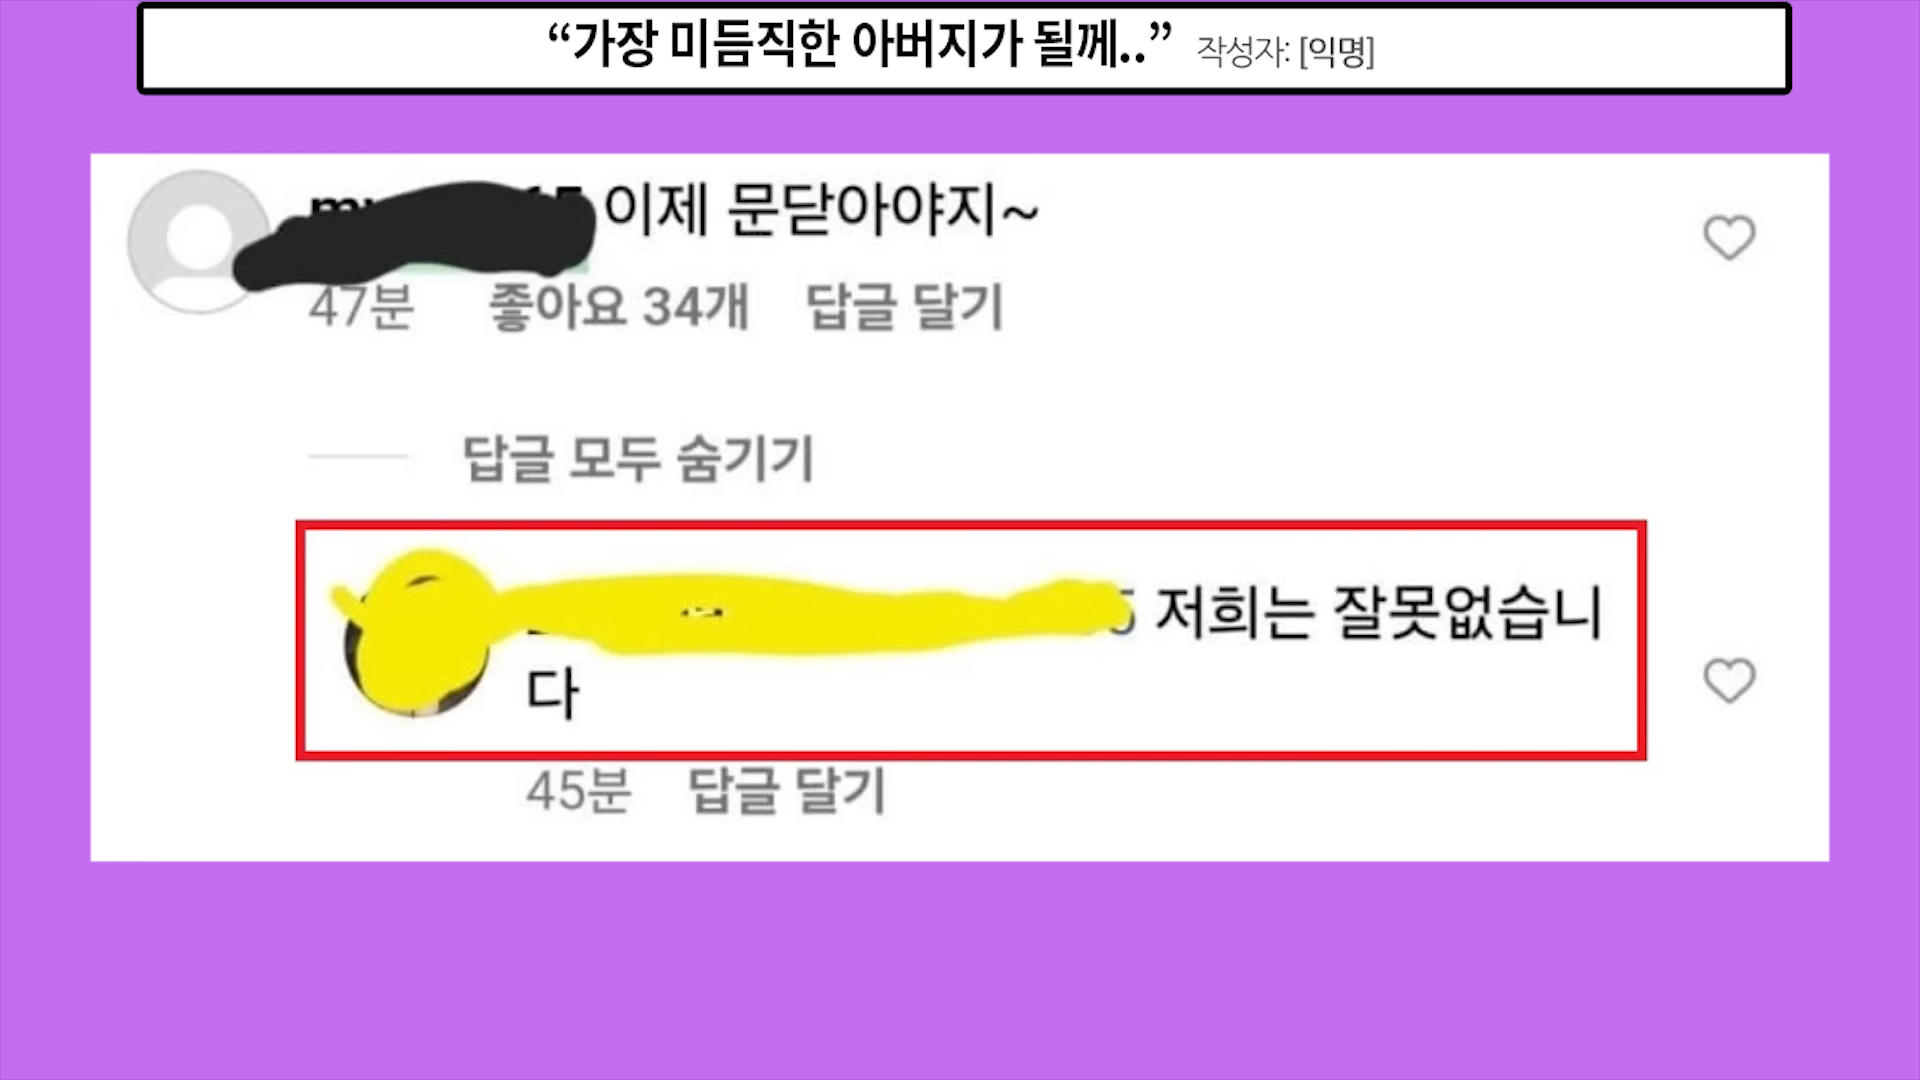 “가장 미듬직한 아버지가 될께..” 작성자: [익명]
이제 문닫아야지~
47분 좋아요 34개 답글 달기
답글 모두 숨기기
저희는 잘못없습니
다
45분 답글 달기